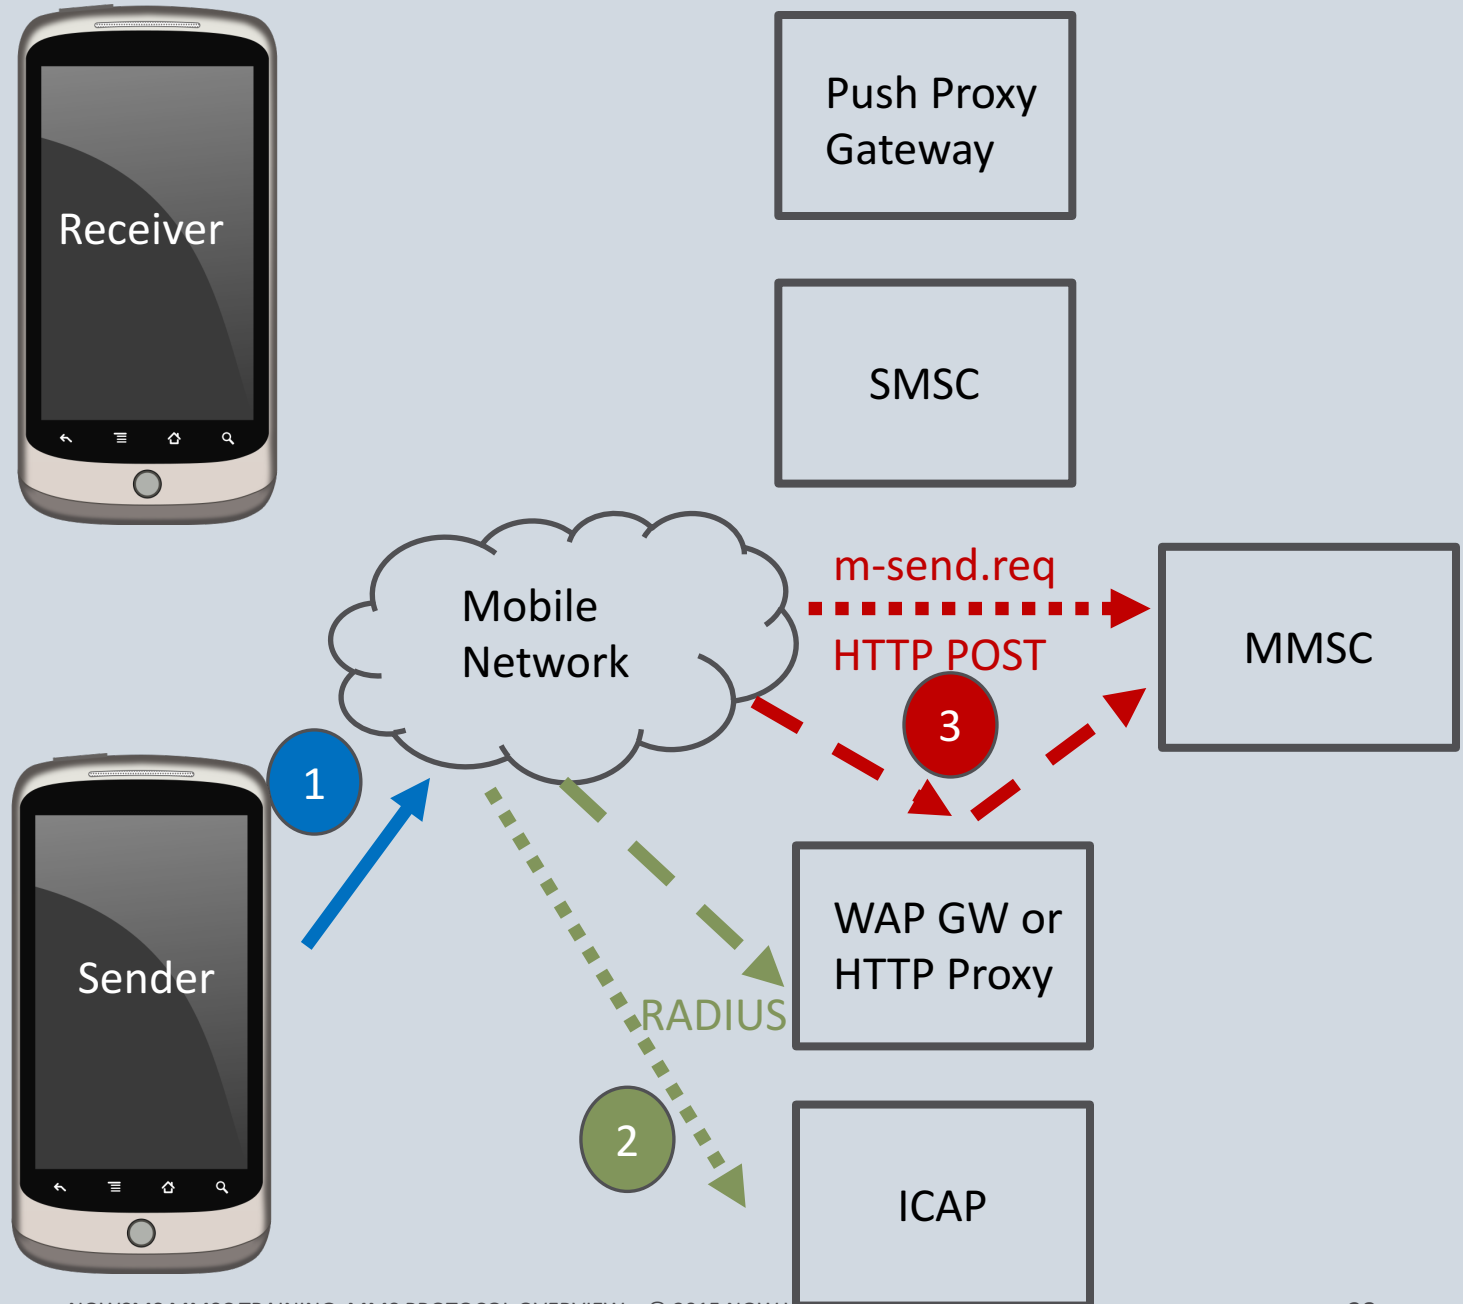 Push Proxy
Gateway
Receiver
SMSC
m-send.req
Mobile
Network
HTTP POST
MMSC
3
1
WAP GW or
HTTP Proxy
Sender
RADIUS
2
ICAP